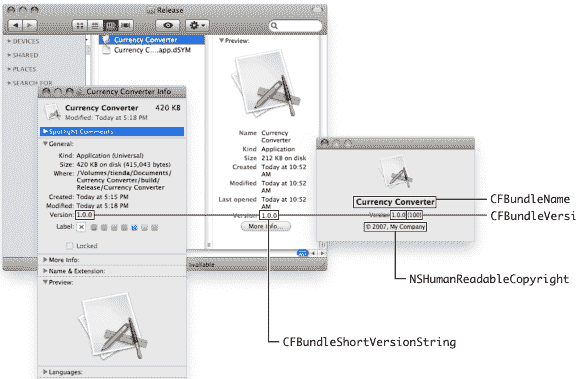 Release
DEVICES
SHARED
PLACES
SEARCH FOR
Currency Converter
Currency C....app.dSYM
Preview:
Name Currency Converter
Kind Application
Size 212 KB on disk
Created Today at 10:52 AM
Modified Today at 10:52 AM
Last opened Today at 10:52 AM
Version 1.0.0
More Info...
available
Currency Converter Info
Currency Converter 420 KB
Modified: Today at 5:18 PM
Spotlight Comments:
General:
Kind: Application (Universal)
Size: 420 KB on disk (415,043 bytes)
Where: /Volumes/tienda/Documents/
Currency Converter/build/
Release/Currency Converter
Created: Today at 5:15 PM
Modified: Today at 5:18 PM
Version: 1.0.0
Label:
Locked
More Info:
Name & Extension:
Preview:
Languages:
Currency Converter
Version 1.0.0 (100)
© 2007, My Company
CFBundleName
CFBundleVersi
NSHumanReadableCopyright
CFBundleShortVersionString